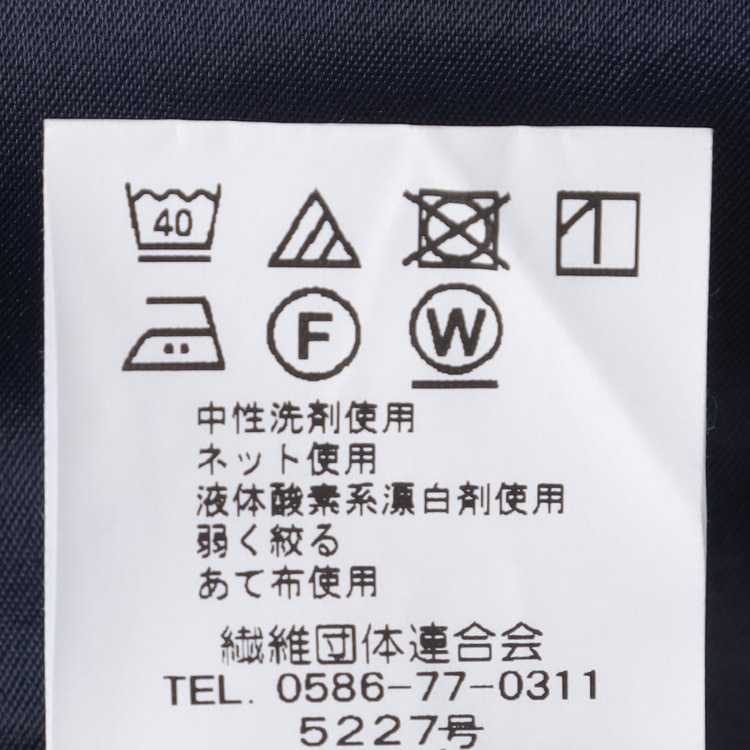 40
F W
中性洗剤使用
ネット使用
液体酸素系漂白剤使用
弱く絞る
あて布使用
繊維団体連合会
TEL. 0586-77-0311
5227号